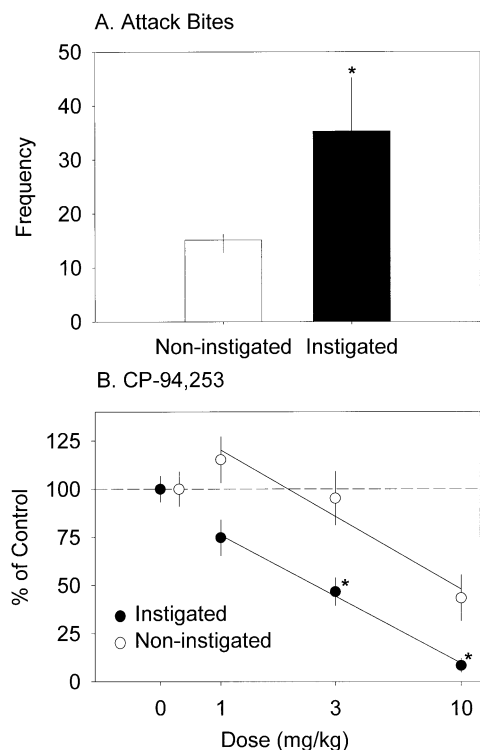 A. Attack Bites
50
*
40
30
20
10
0
Frequency
Non-instigated Instigated
B. CP-94,253
125
100
75
50
25
0
% of Control
*
*
Instigated
Non-instigated
0 1 3 10
Dose (mg/kg)